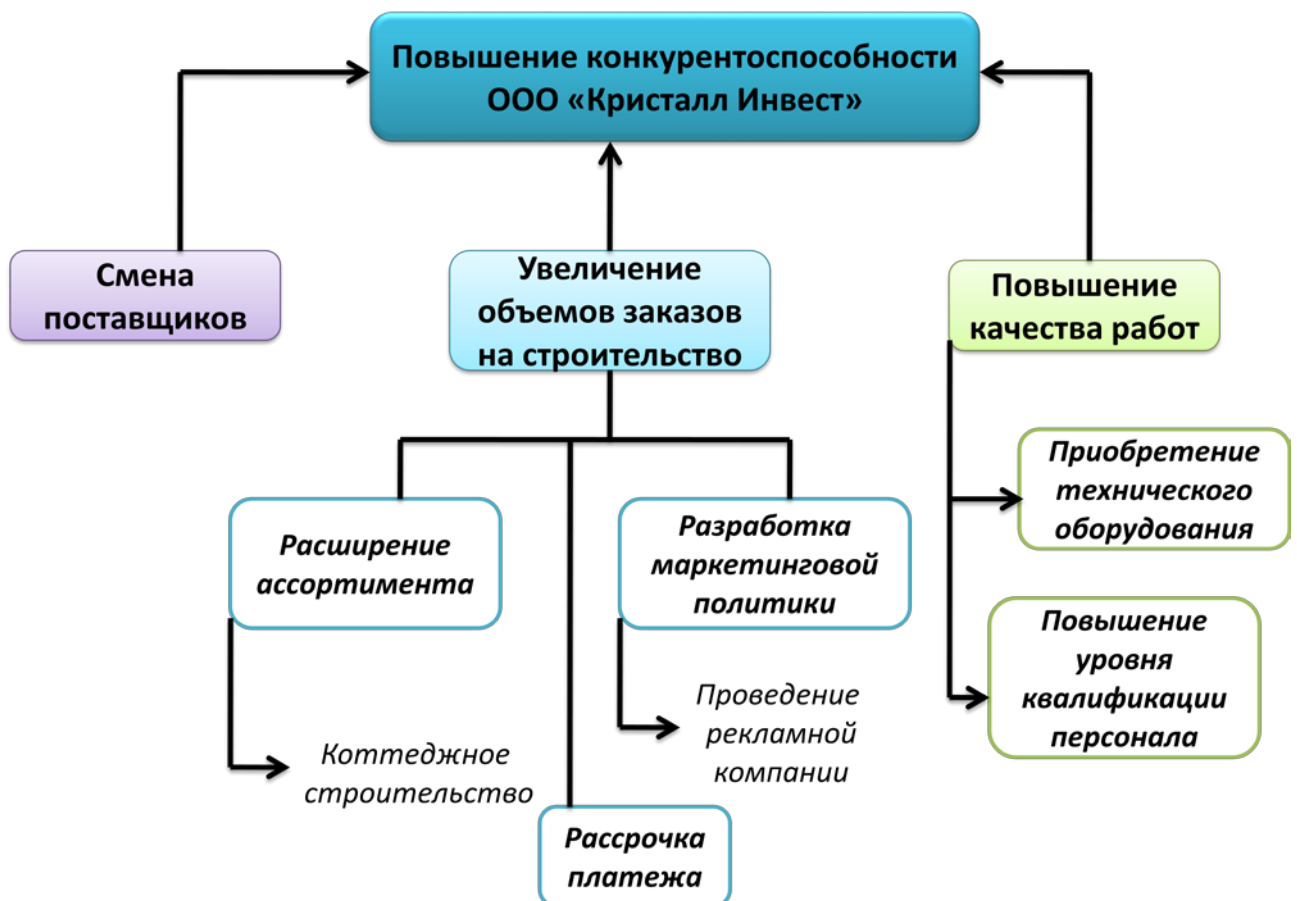 Повышение конкурентоспособности
ООО «Кристалл Инвест»
Смена
поставщиков
Увеличение
объемов заказов
на строительство
Повышение
качества работ
Расширение
ассортимента
Разработка
маркетинговой
политики
Приобретение
технического
оборудования
Коттеджное
строительство
Проведение
рекламной
компании
Повышение
уровня
квалификации
персонала
Рассрочка
платежа